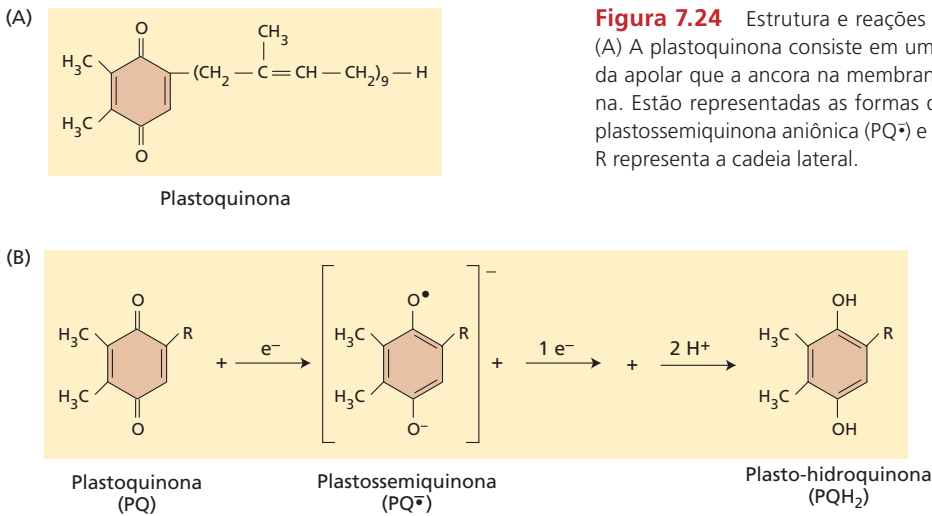 (A)
O
CH₃
H₃C
(CH₂ — C = CH — CH₂)₉ — H
H₃C
O
Plastoquinona
Figura 7.24 Estrutura e reações
(A) A plastoquinona consiste em um
da apolar que a ancora na membran
na. Estão representadas as formas
plastossemiquinona aniônica (PQ•̄) e
R representa a cadeia lateral.
(B)
O
H₃C
R
H₃C
O
+ e⁻
O•
H₃C
R
H₃C
O⁻
−
+ 1 e⁻
+ 2 H⁺
OH
H₃C
R
H₃C
OH
Plastoquinona
(PQ)
Plastossemiquinona
(PQ•̄)
Plasto-hidroquinona
(PQH₂)